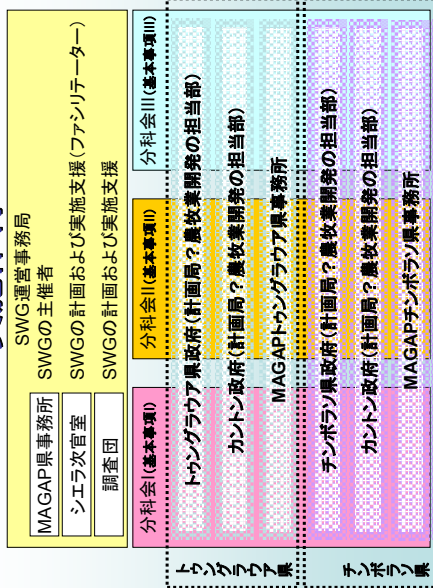 SWG運営事務局
MAGAP県事務所 SWGの主催者
シエラ次官室 SWGの計画および実施支援(ファシリテーター)
調査団 SWGの計画および実施支援
分科会I(基本事項I)
分科会II(基本事項II)
分科会III(基本事項III)
トゥングラウア県
トゥングラウア県政府(計画局?農牧業開発の担当部)
カントン政府(計画局?農牧業開発の担当部)
MAGAPトゥングラウア県事務所
チンボラソ県
チンボラソ県政府(計画局?農牧業開発の担当部)
カントン政府(計画局?農牧業開発の担当部)
MAGAPチンボラソ県事務所